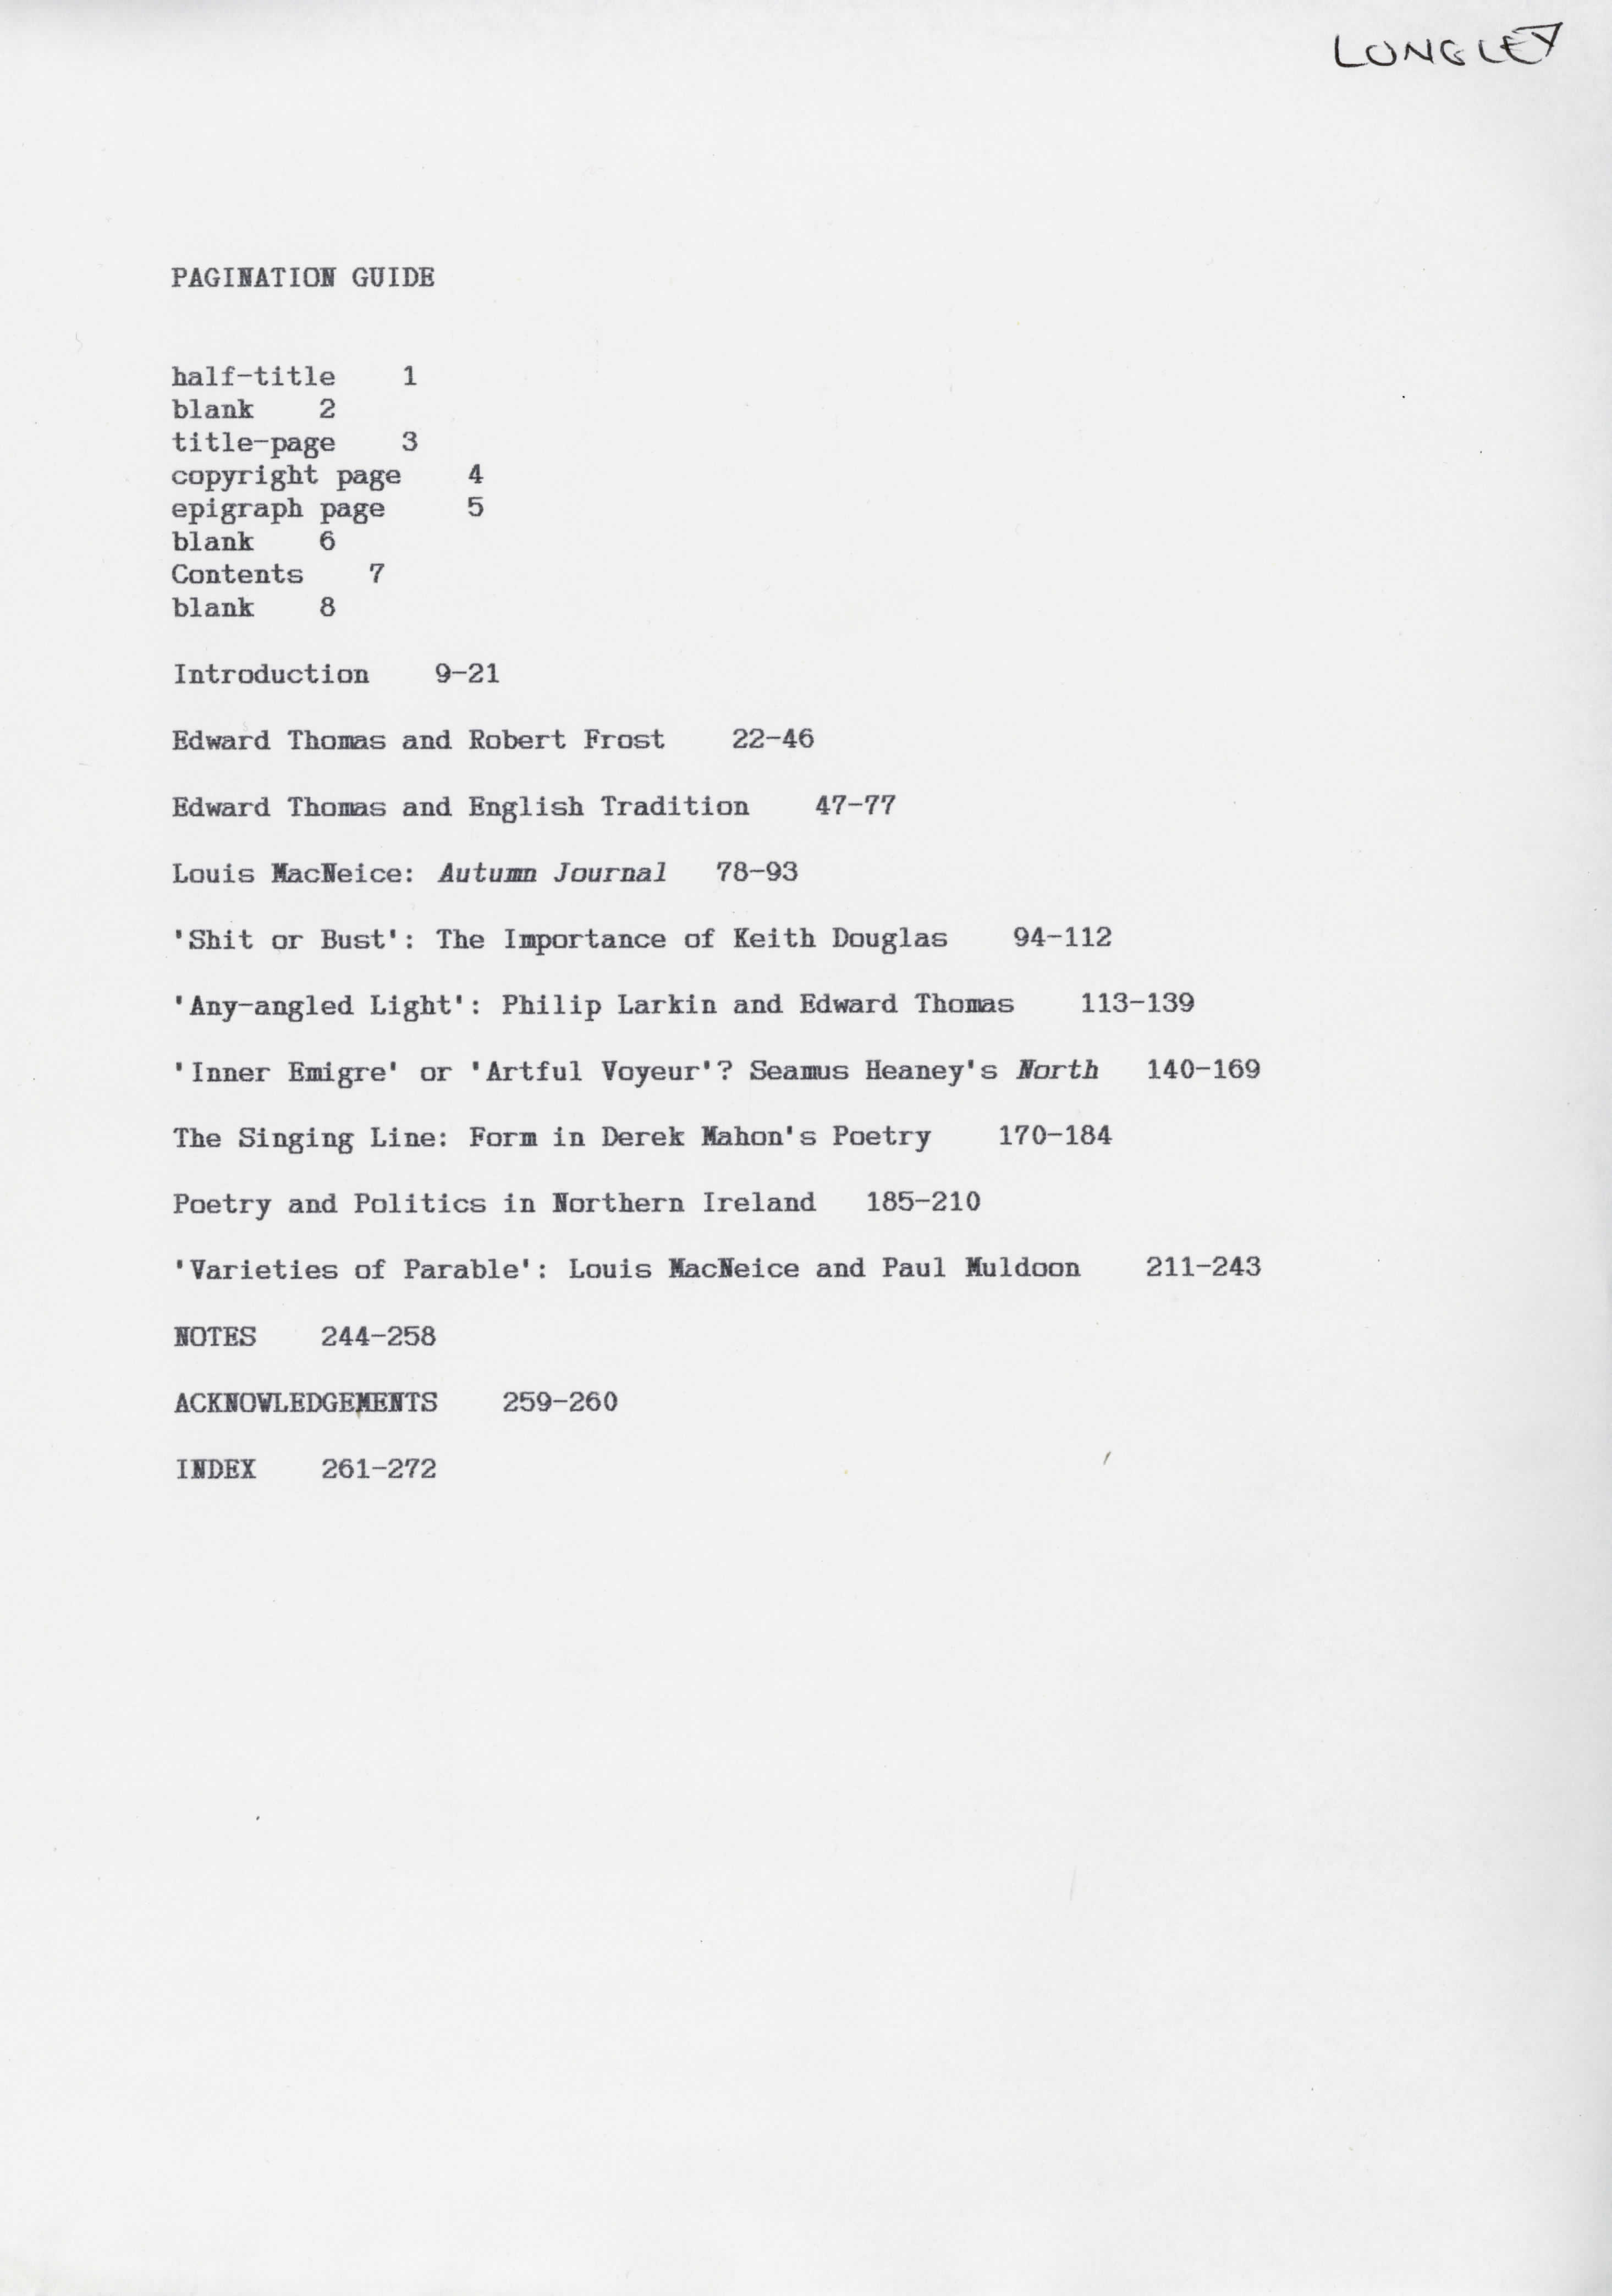 LONGLEY
PAGINATION GUIDE
half-title 1
blank 2
title-page 3
copyright page 4
epigraph page 5
blank 6
Contents 7
blank 8
Introduction 9-21
Edward Thomas and Robert Frost 22-46
Edward Thomas and English Tradition 47-77
Louis MacNeice: Autumn Journal 78-93
'Shit or Bust': The Importance of Keith Douglas 94-112
'Any-angled Light': Philip Larkin and Edward Thomas 113-139
'Inner Emigre' or 'Artful Voyeur'? Seamus Heaney's North 140-169
The Singing Line: Form in Derek Mahon's Poetry 170-184
Poetry and Politics in Northern Ireland 185-210
'Varieties of Parable': Louis MacNeice and Paul Muldoon 211-243
NOTES 244-258
ACKNOWLEDGEMENTS 259-260
INDEX 261-272